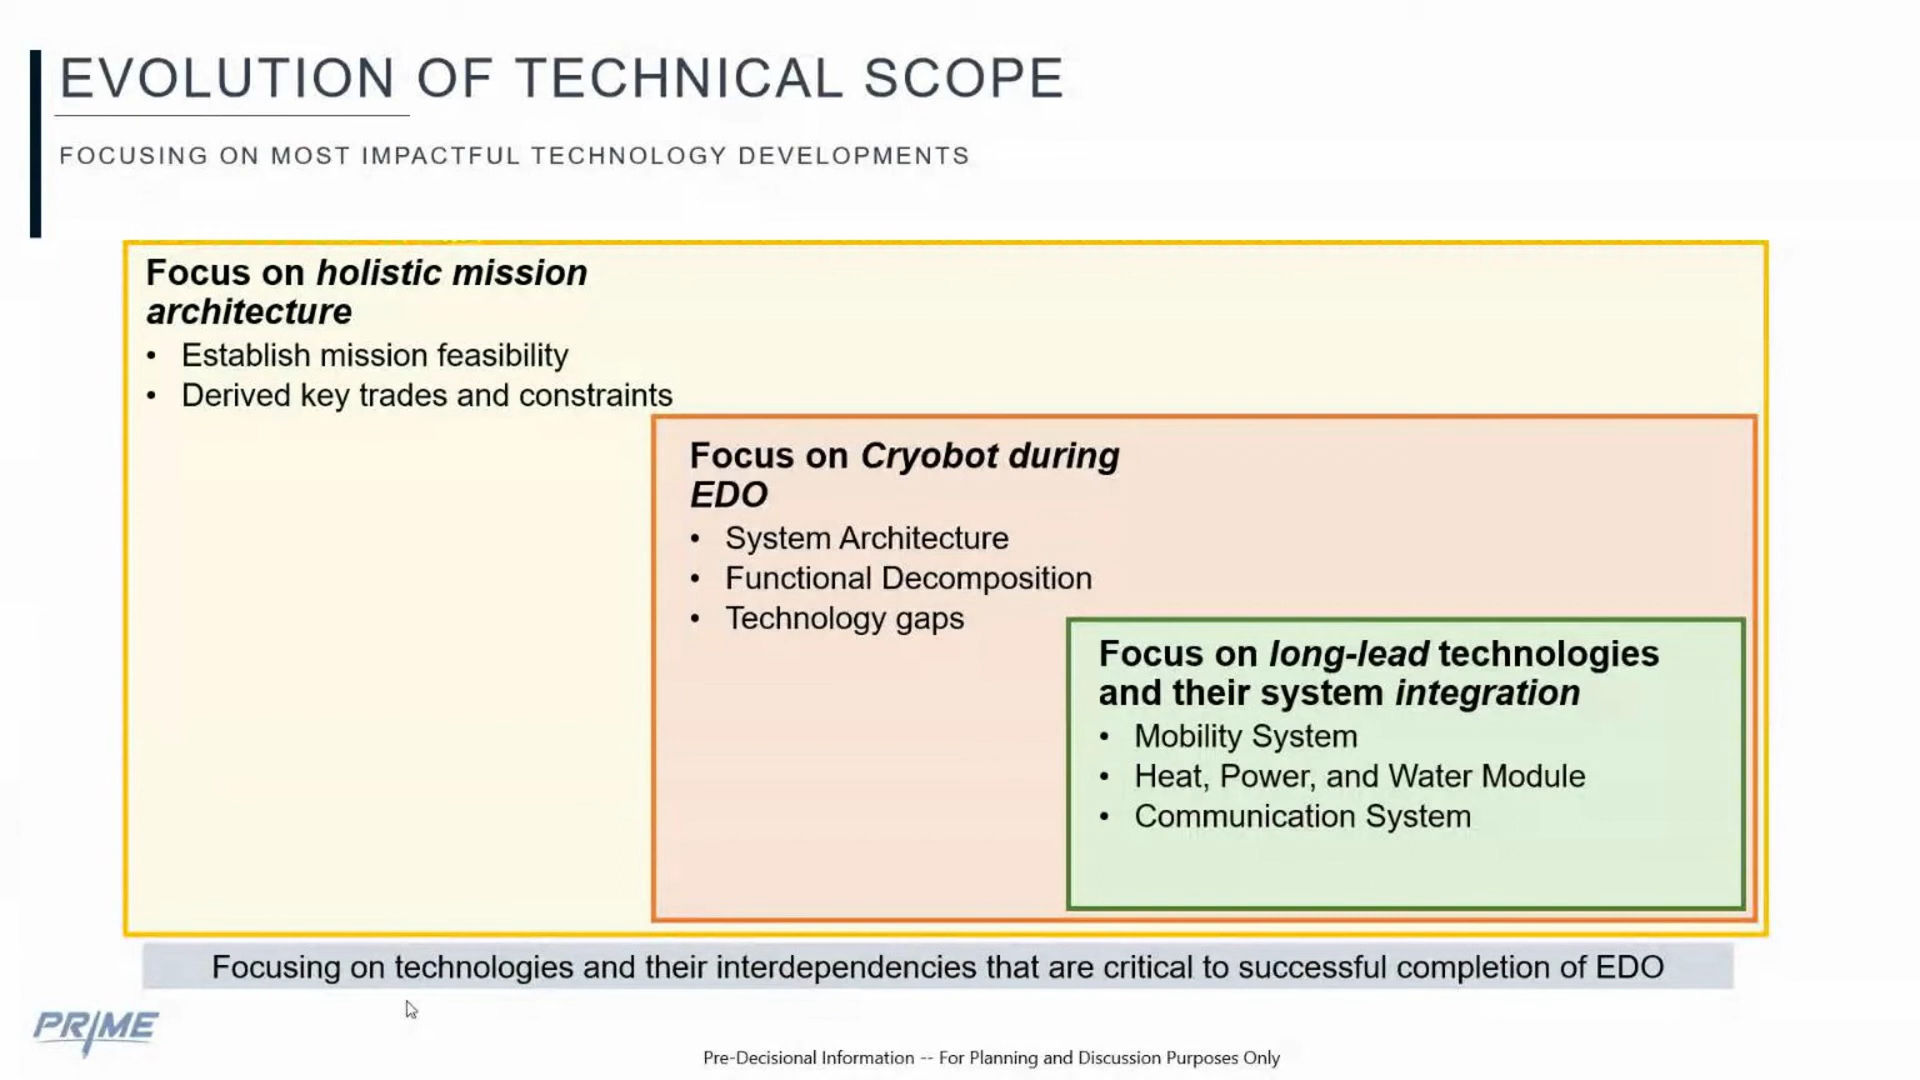 EVOLUTION OF TECHNICAL SCOPE
FOCUSING ON MOST IMPACTFUL TECHNOLOGY DEVELOPMENTS
Focus on holistic mission
architecture
• Establish mission feasibility
• Derived key trades and constraints
Focus on Cryobot during
EDO
• System Architecture
• Functional Decomposition
• Technology gaps
Focus on long-lead technologies
and their system integration
• Mobility System
• Heat, Power, and Water Module
• Communication System
Focusing on technologies and their interdependencies that are critical to successful completion of EDO
PRIME
Pre-Decisional Information -- For Planning and Discussion Purposes Only